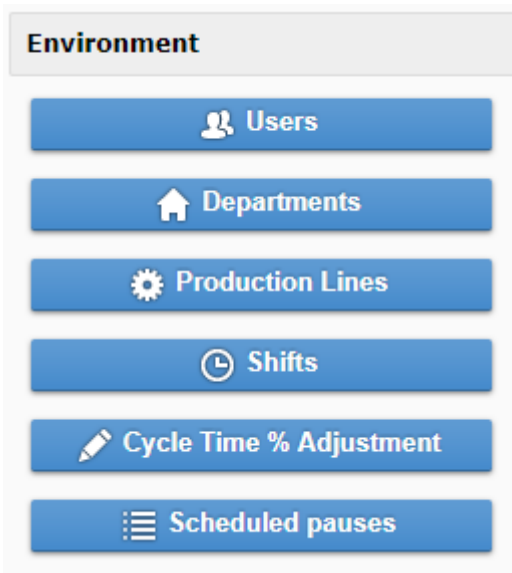 Environment
Users
Departments
Production Lines
Shifts
Cycle Time % Adjustment
Scheduled pauses